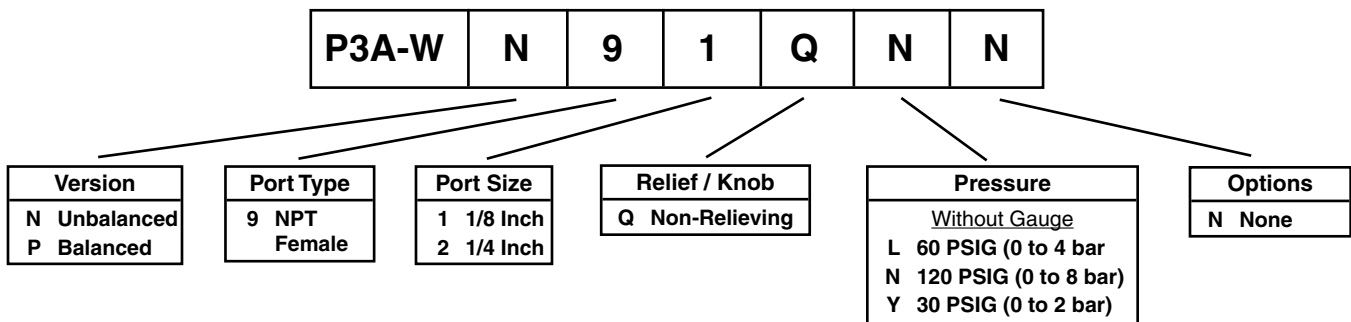 P3A-W N 9 1 Q N N
Version
N Unbalanced
P Balanced
Port Type
9 NPT
Female
Port Size
1 1/8 Inch
2 1/4 Inch
Relief / Knob
Q Non-Relieving
Pressure
Without Gauge
L 60 PSIG (0 to 4 bar
N 120 PSIG (0 to 8 bar)
Y 30 PSIG (0 to 2 bar)
Options
N None